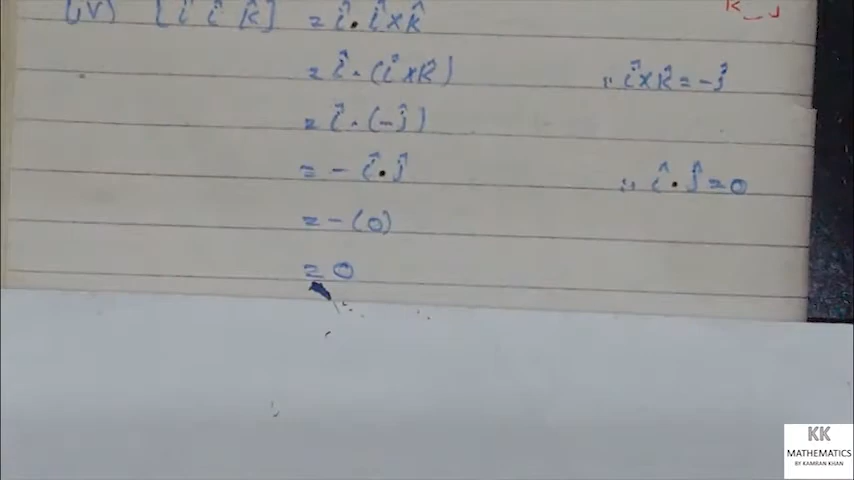 (iv) [î î k̂] = î · î × k̂
= î · (î × k̂) ∵ î × k̂ = -ĵ
= î · (-ĵ)
= - î · ĵ ∵ î · ĵ = 0
= - (0)
= 0
KK
MATHEMATICS
BY KAMRAN KHAN